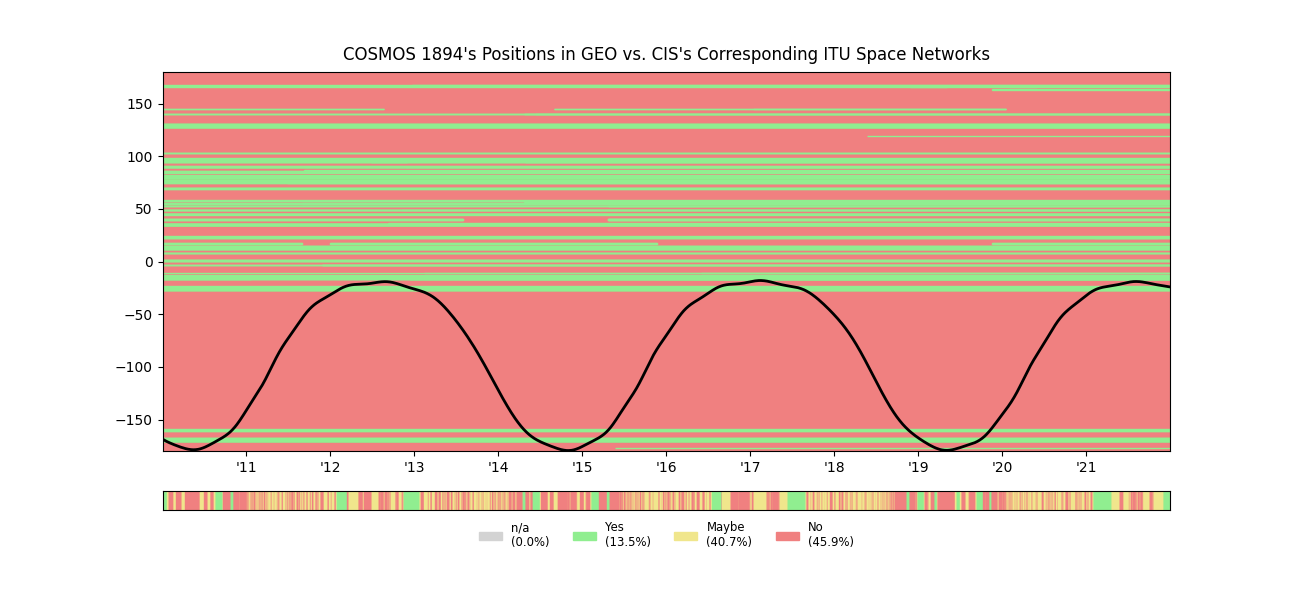 COSMOS 1894's Positions in GEO vs. CIS's Corresponding ITU Space Networks
150
100
50
0
−50
−100
−150
'11 '12 '13 '14 '15 '16 '17 '18 '19 '20 '21
n/a Yes Maybe No
(0.0%) (13.5%) (40.7%) (45.9%)